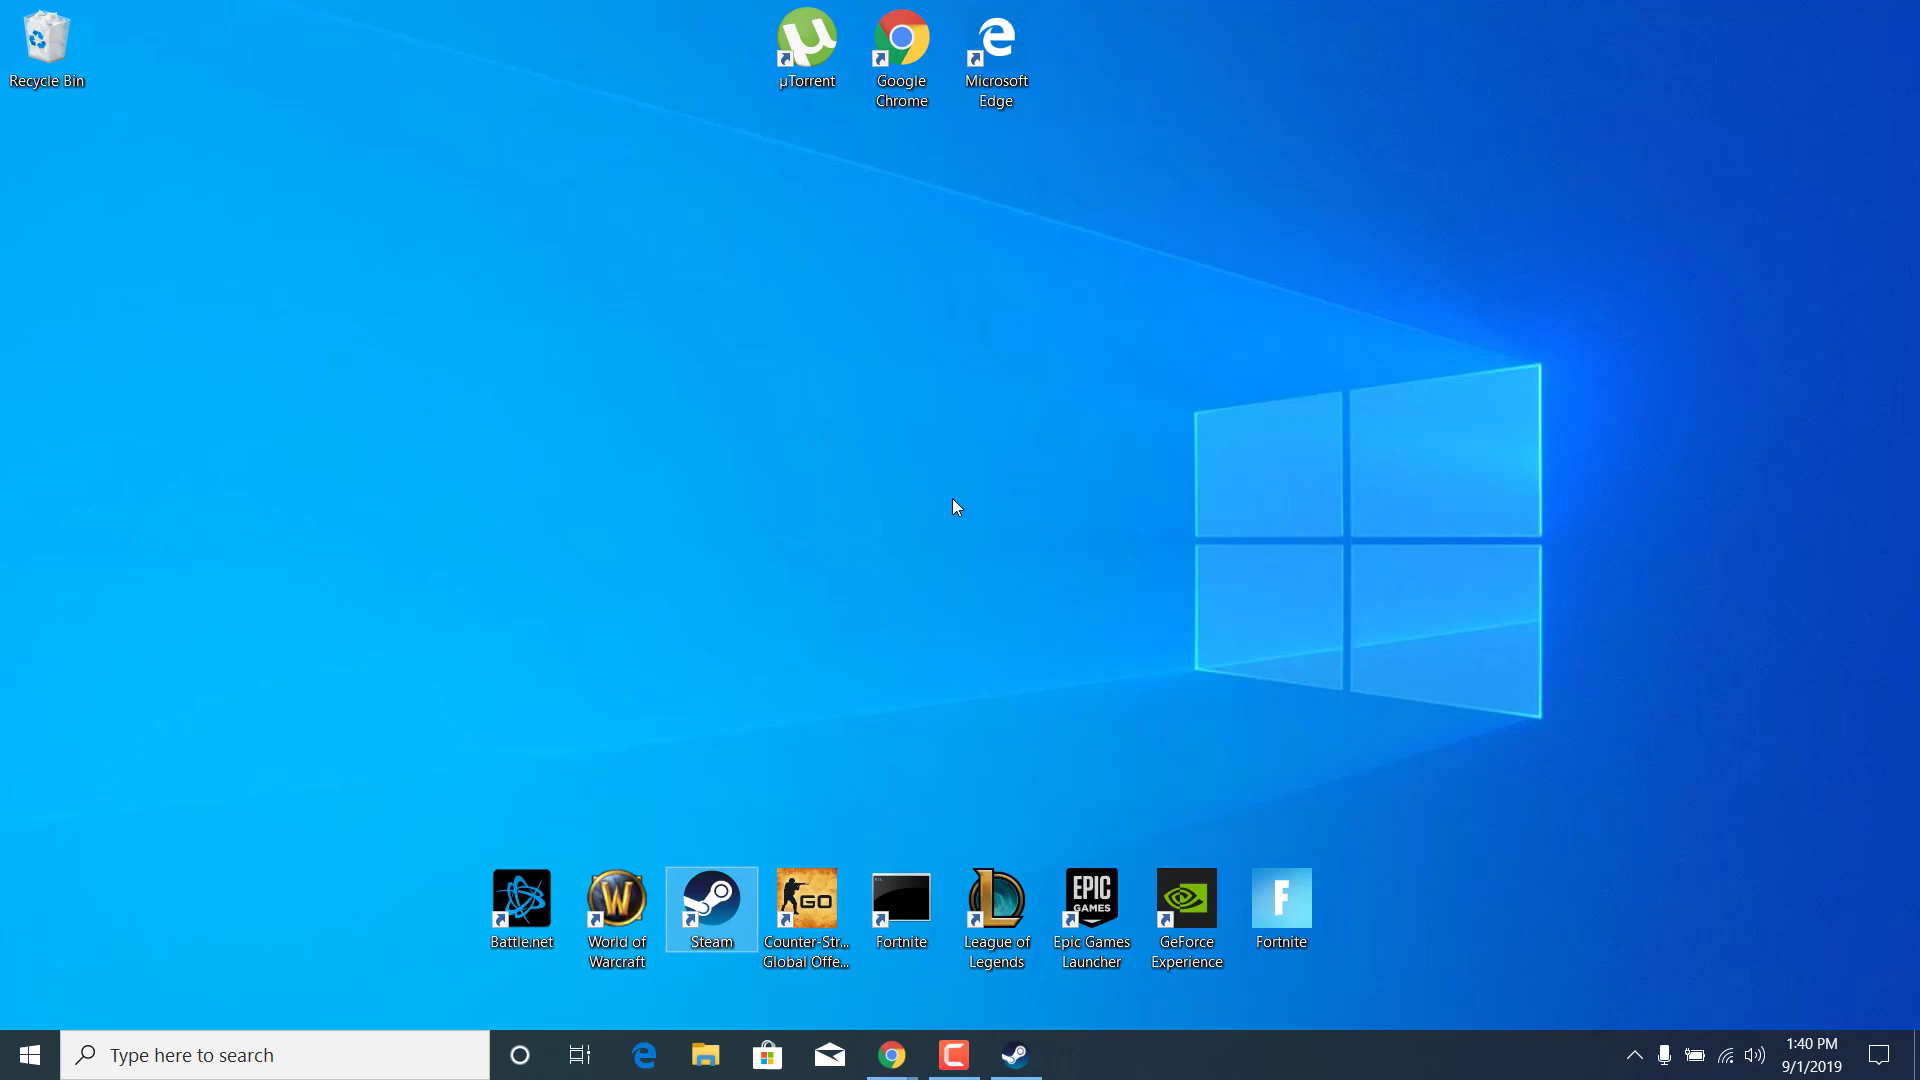 Recycle Bin
µTorrent
Google
Chrome
Microsoft
Edge
GO
EPIC
GAMES
F
Battle.net
World of
Warcraft
Steam
Counter-Str...
Global Offe...
Fortnite
League of
Legends
Epic Games
Launcher
GeForce
Experience
Fortnite
Type here to search
1:40 PM
9/1/2019